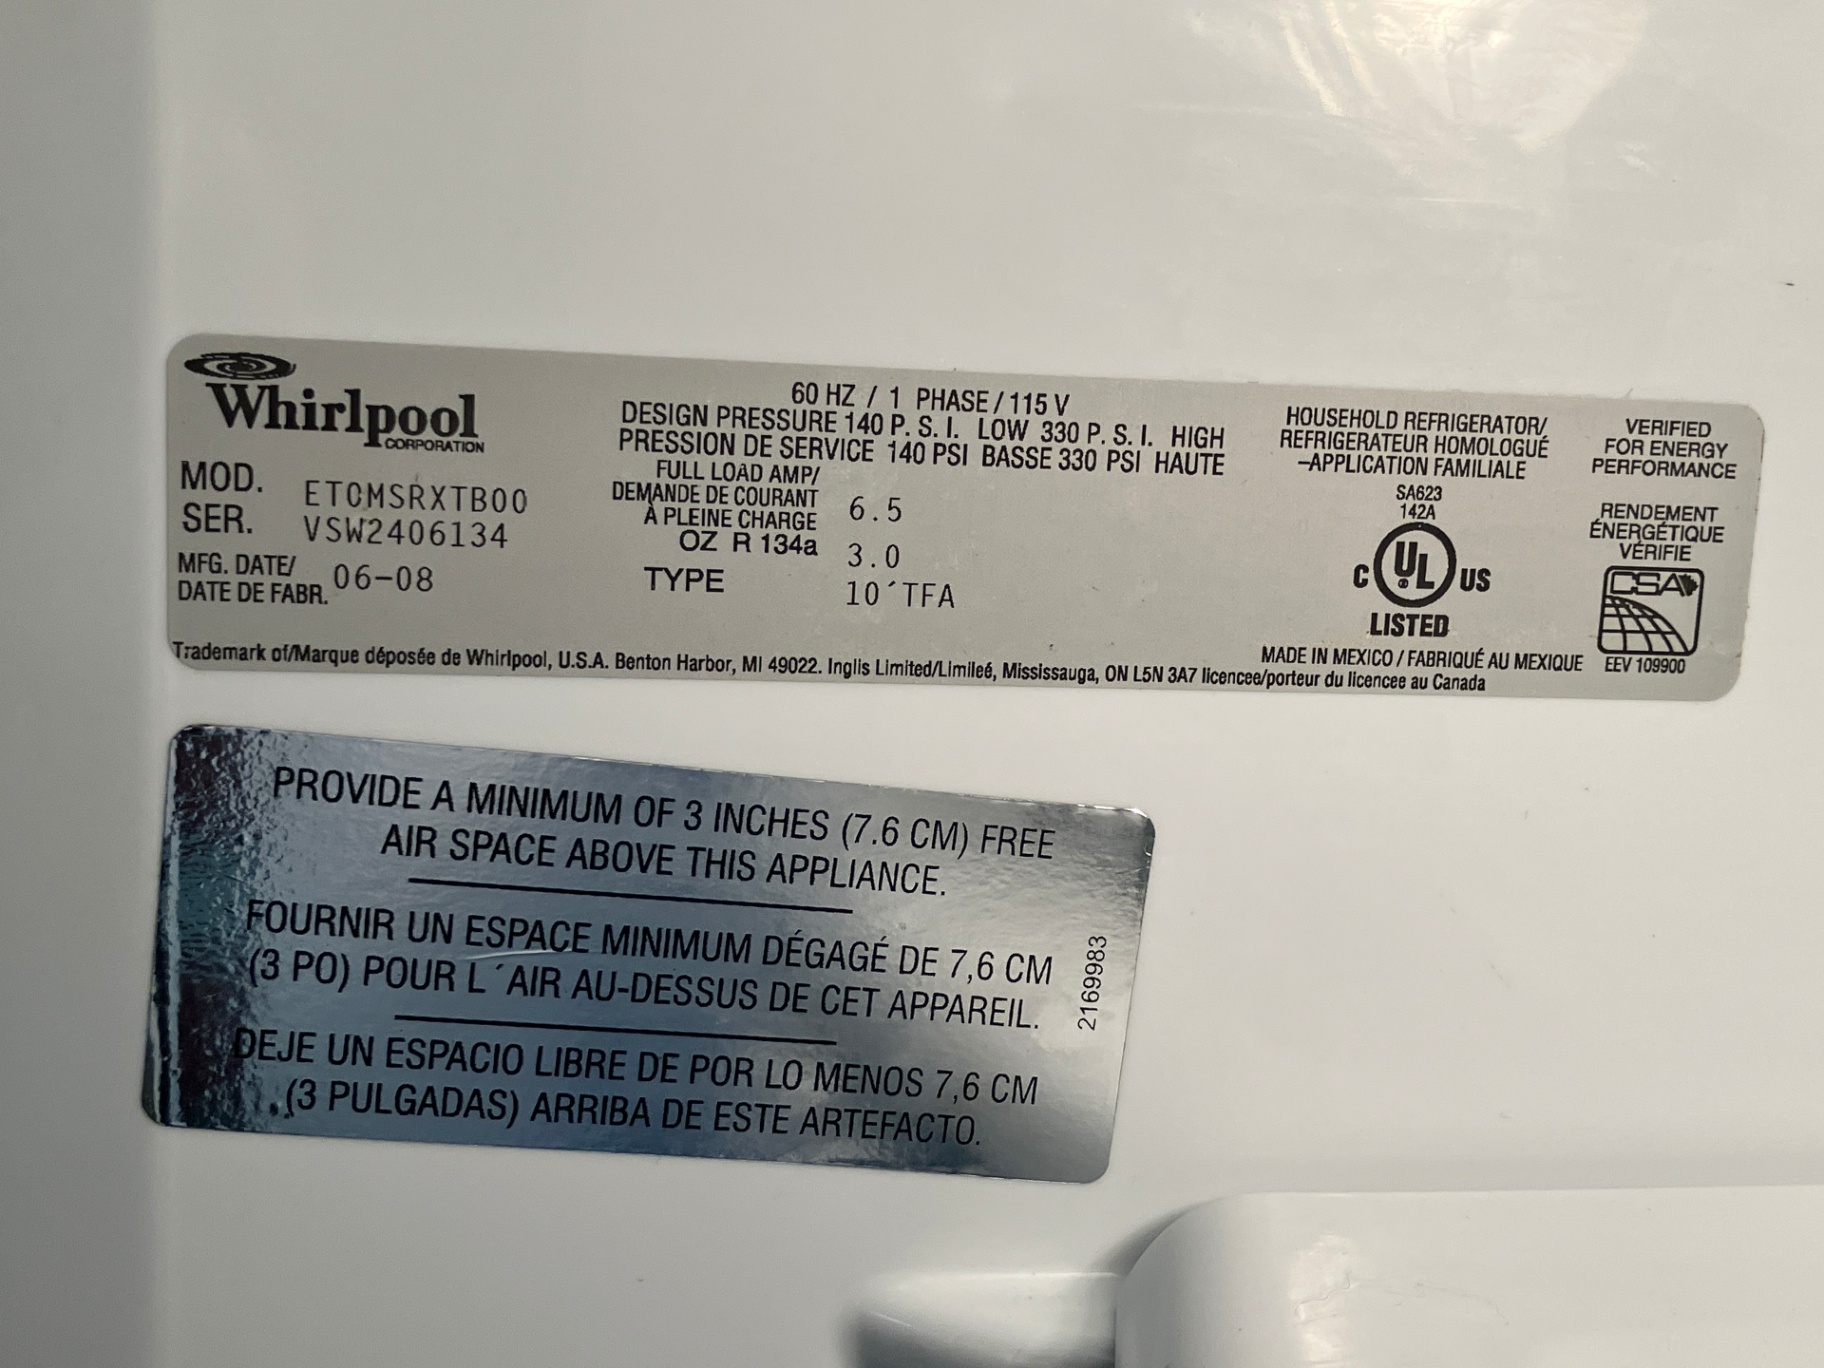 Whirlpool
CORPORATION
MOD. ET0MSRXTB00
SER. VSW2406134
MFG. DATE/
DATE DE FABR. 06-08
60 HZ / 1 PHASE / 115 V
DESIGN PRESSURE 140 P. S. I. LOW 330 P. S. I. HIGH
PRESSION DE SERVICE 140 PSI BASSE 330 PSI HAUTE
FULL LOAD AMP/
DEMANDE DE COURANT
À PLEINE CHARGE 6.5
OZ R 134a 3.0
TYPE 10´TFA
HOUSEHOLD REFRIGERATOR/
REFRIGERATEUR HOMOLOGUÉ
-APPLICATION FAMILIALE
SA623
142A
C UL US
LISTED
VERIFIED
FOR ENERGY
PERFORMANCE
RENDEMENT
ÉNERGÉTIQUE
VÉRIFIE
CSA
EEV 109900
MADE IN MEXICO / FABRIQUÉ AU MEXIQUE
Trademark of/Marque déposée de Whirlpool, U.S.A. Benton Harbor, MI 49022. Inglis Limited/Limileé, Mississauga, ON L5N 3A7 licencee/porteur du licencee au Canada
PROVIDE A MINIMUM OF 3 INCHES (7.6 CM) FREE
AIR SPACE ABOVE THIS APPLIANCE.
FOURNIR UN ESPACE MINIMUM DÉGAGÉ DE 7,6 CM
(3 PO) POUR L´AIR AU-DESSUS DE CET APPAREIL.
DEJE UN ESPACIO LIBRE DE POR LO MENOS 7,6 CM
(3 PULGADAS) ARRIBA DE ESTE ARTEFACTO.
2169983